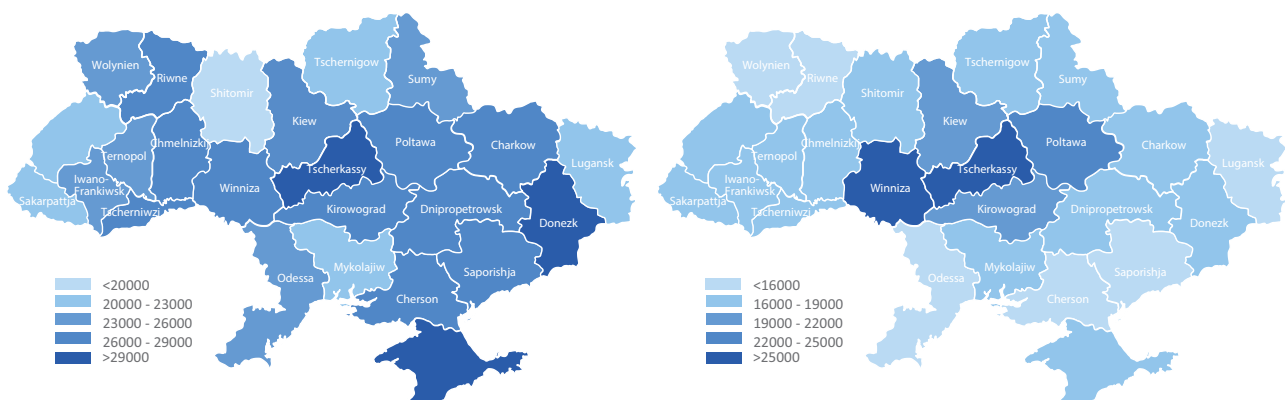 Wolynien
Riwne
Shitomir
Tschernigow
Sumy
Kiew
Ternopol
Chmelnizkij
Poltawa
Charkow
Lugansk
Iwano-
Frankiwsk
Sakarpattja
Tscherniwzi
Winniza
Tscherkassy
Kirowograd
Dnipropetrowsk
Donezk
Odessa
Mykolajiw
Saporishja
Cherson
<20000
20000 - 23000
23000 - 26000
26000 - 29000
>29000
Wolynien
Riwne
Shitomir
Tschernigow
Sumy
Kiew
Ternopol
Chmelnizkij
Poltawa
Charkow
Lugansk
Iwano-
Frankiwsk
Sakarpattja
Tscherniwzi
Winniza
Tscherkassy
Kirowograd
Dnipropetrowsk
Donezk
Odessa
Mykolajiw
Saporishja
Cherson
<16000
16000 - 19000
19000 - 22000
22000 - 25000
>25000